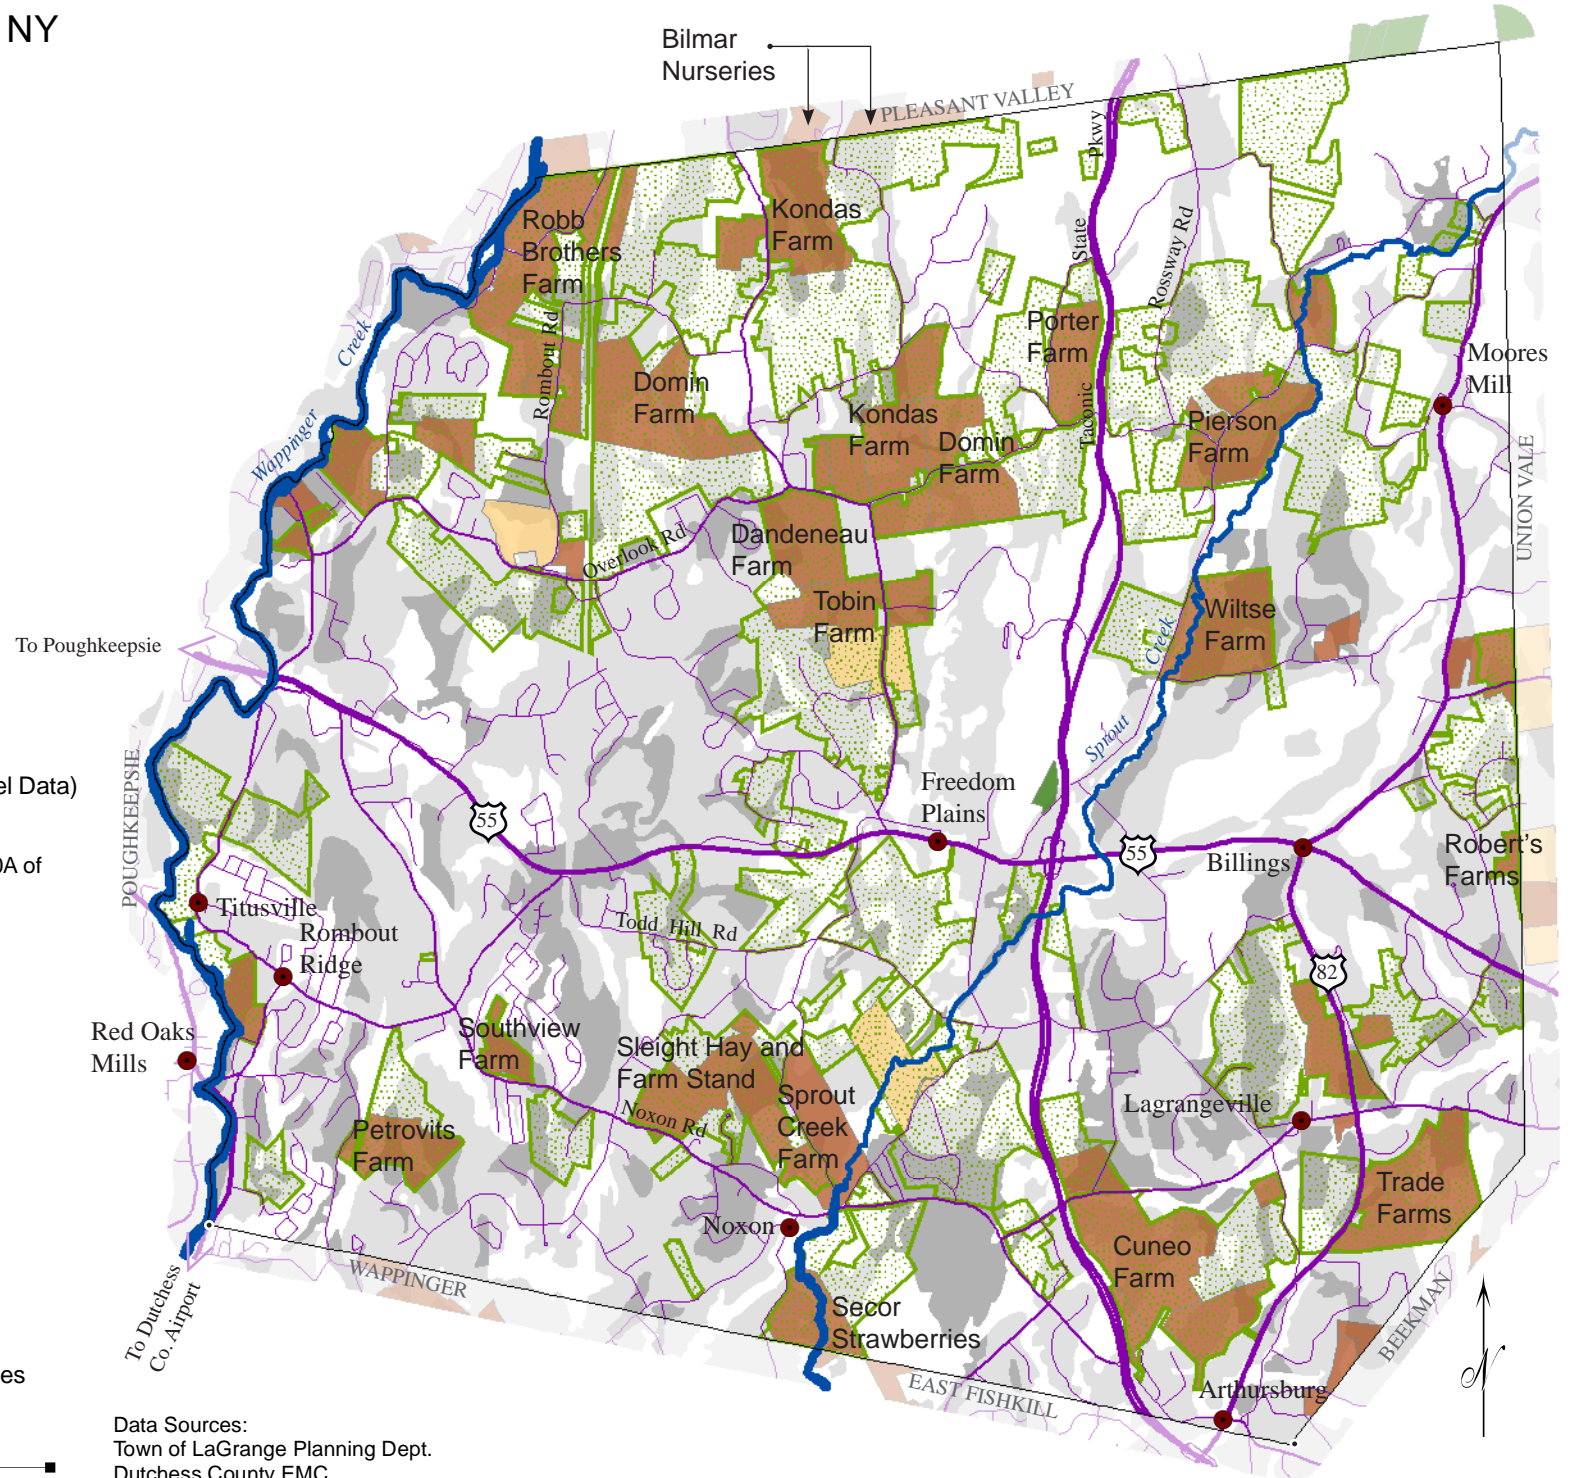 NY
Bilmar
Nurseries
PLEASANT VALLEY
Pkwy
State
Taconic
Rossway Rd
Robb
Brothers
Farm
Kondas
Farm
Creek
Wappinger
Rombout Rd
Domin
Farm
Porter
Farm
Moores
Mill
Kondas
Farm
Domin
Farm
Pierson
Farm
UNION VALE
Dandeneau
Farm
Overlook Rd
Tobin
Farm
Wiltse
Farm
Creek
Sprout
To Poughkeepsie
POUGHKEEPSIE
el Data)
0A of
55
Freedom
Plains
55
Billings
Robert's
Farms
Titusville
Rombout
Ridge
Todd Hill Rd
82
Red Oaks
Mills
Southview
Farm
Sleight Hay and
Farm Stand
Sprout
Creek
Farm
Noxon Rd
Lagrangeville
Petrovits
Farm
Trade
Farms
Noxon
Cuneo
Farm
WAPPINGER
To Dutchess
Co. Airport
Secor
Strawberries
BEEKMAN
EAST FISHKILL
Arthursburg
N
es
Data Sources:
Town of LaGrange Planning Dept.
Dutchess County EMC